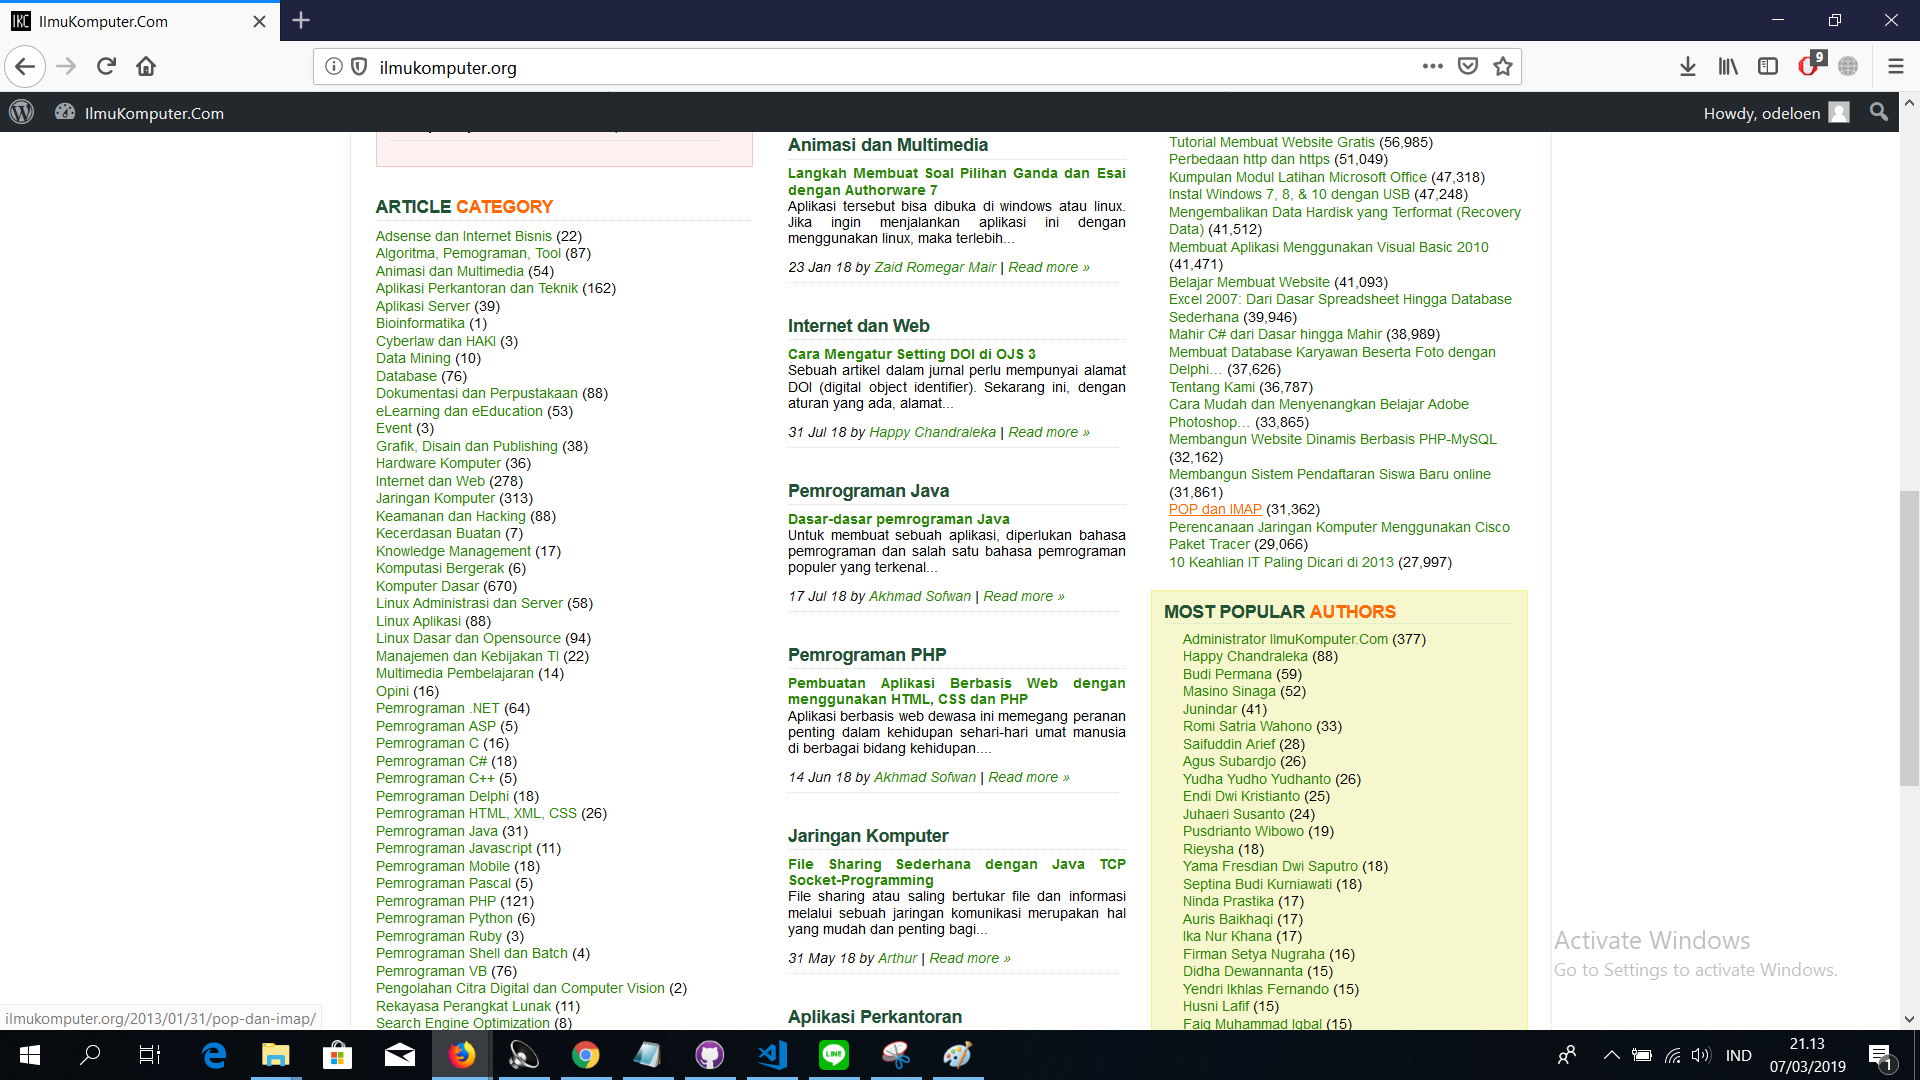 IlmuKomputer.Com
ilmukomputer.org
9
IlmuKomputer.Com
Howdy, odeloen
ARTICLE CATEGORY
Adsense dan Internet Bisnis (22)
Algoritma, Pemograman, Tool (87)
Animasi dan Multimedia (54)
Aplikasi Perkantoran dan Teknik (162)
Aplikasi Server (39)
Bioinformatika (1)
Cyberlaw dan HAKI (3)
Data Mining (10)
Database (76)
Dokumentasi dan Perpustakaan (88)
eLearning dan eEducation (53)
Event (3)
Grafik, Disain dan Publishing (38)
Hardware Komputer (36)
Internet dan Web (278)
Jaringan Komputer (313)
Keamanan dan Hacking (88)
Kecerdasan Buatan (7)
Knowledge Management (17)
Komputasi Bergerak (6)
Komputer Dasar (670)
Linux Administrasi dan Server (58)
Linux Aplikasi (88)
Linux Dasar dan Opensource (94)
Manajemen dan Kebijakan TI (22)
Multimedia Pembelajaran (14)
Opini (16)
Pemrograman .NET (64)
Pemrograman ASP (5)
Pemrograman C (16)
Pemrograman C# (18)
Pemrograman C++ (5)
Pemrograman Delphi (18)
Pemrograman HTML, XML, CSS (26)
Pemrograman Java (31)
Pemrograman Javascript (11)
Pemrograman Mobile (18)
Pemrograman Pascal (5)
Pemrograman PHP (121)
Pemrograman Python (6)
Pemrograman Ruby (3)
Pemrograman Shell dan Batch (4)
Pemrograman VB (76)
Pengolahan Citra Digital dan Computer Vision (2)
Rekayasa Perangkat Lunak (11)
Search Engine Optimization (8)
Animasi dan Multimedia
Langkah Membuat Soal Pilihan Ganda dan Esai
dengan Authorware 7
Aplikasi tersebut bisa dibuka di windows atau linux.
Jika ingin menjalankan aplikasi ini dengan
menggunakan linux, maka terlebih...
23 Jan 18 by Zaid Romegar Mair | Read more »
Internet dan Web
Cara Mengatur Setting DOI di OJS 3
Sebuah artikel dalam jurnal perlu mempunyai alamat
DOI (digital object identifier). Sekarang ini, dengan
aturan yang ada, alamat...
31 Jul 18 by Happy Chandraleka | Read more »
Pemrograman Java
Dasar-dasar pemrograman Java
Untuk membuat sebuah aplikasi, diperlukan bahasa
pemrograman dan salah satu bahasa pemrograman
populer yang terkenal...
17 Jul 18 by Akhmad Sofwan | Read more »
Pemrograman PHP
Pembuatan Aplikasi Berbasis Web dengan
menggunakan HTML, CSS dan PHP
Aplikasi berbasis web dewasa ini memegang peranan
penting dalam kehidupan sehari-hari umat manusia
di berbagai bidang kehidupan....
14 Jun 18 by Akhmad Sofwan | Read more »
Jaringan Komputer
File Sharing Sederhana dengan Java TCP
Socket-Programming
File sharing atau saling bertukar file dan informasi
melalui sebuah jaringan komunikasi merupakan hal
yang mudah dan penting bagi...
31 May 18 by Arthur | Read more »
Aplikasi Perkantoran
Tutorial Membuat Website Gratis (56,985)
Perbedaan http dan https (51,049)
Kumpulan Modul Latihan Microsoft Office (47,318)
Instal Windows 7, 8, & 10 dengan USB (47,248)
Mengembalikan Data Hardisk yang Terformat (Recovery
Data) (41,512)
Membuat Aplikasi Menggunakan Visual Basic 2010
(41,471)
Belajar Membuat Website (41,093)
Excel 2007: Dari Dasar Spreadsheet Hingga Database
Sederhana (39,946)
Mahir C# dari Dasar hingga Mahir (38,989)
Membuat Database Karyawan Beserta Foto dengan
Delphi... (37,626)
Tentang Kami (36,787)
Cara Mudah dan Menyenangkan Belajar Adobe
Photoshop... (33,865)
Membangun Website Dinamis Berbasis PHP-MySQL
(32,162)
Membangun Sistem Pendaftaran Siswa Baru online
(31,861)
POP dan IMAP (31,362)
Perencanaan Jaringan Komputer Menggunakan Cisco
Paket Tracer (29,066)
10 Keahlian IT Paling Dicari di 2013 (27,997)
MOST POPULAR AUTHORS
Administrator IlmuKomputer.Com (377)
Happy Chandraleka (88)
Budi Permana (59)
Masino Sinaga (52)
Junindar (41)
Romi Satria Wahono (33)
Saifuddin Arief (28)
Agus Subardjo (26)
Yudha Yudho Yudhanto (26)
Endi Dwi Kristianto (25)
Juhaeri Susanto (24)
Pusdrianto Wibowo (19)
Rieysha (18)
Yama Fresdian Dwi Saputro (18)
Septina Budi Kurniawati (18)
Ninda Prastika (17)
Auris Baikhaqi (17)
Ika Nur Khana (17)
Firman Setya Nugraha (16)
Didha Dewannanta (15)
Yendri Ikhlas Fernando (15)
Husni Lafif (15)
Faiq Muhammad Iqbal (15)
Activate Windows
Go to Settings to activate Windows.
ilmukomputer.org/2013/01/31/pop-dan-imap/
LINE
IND
21.13
07/03/2019
1